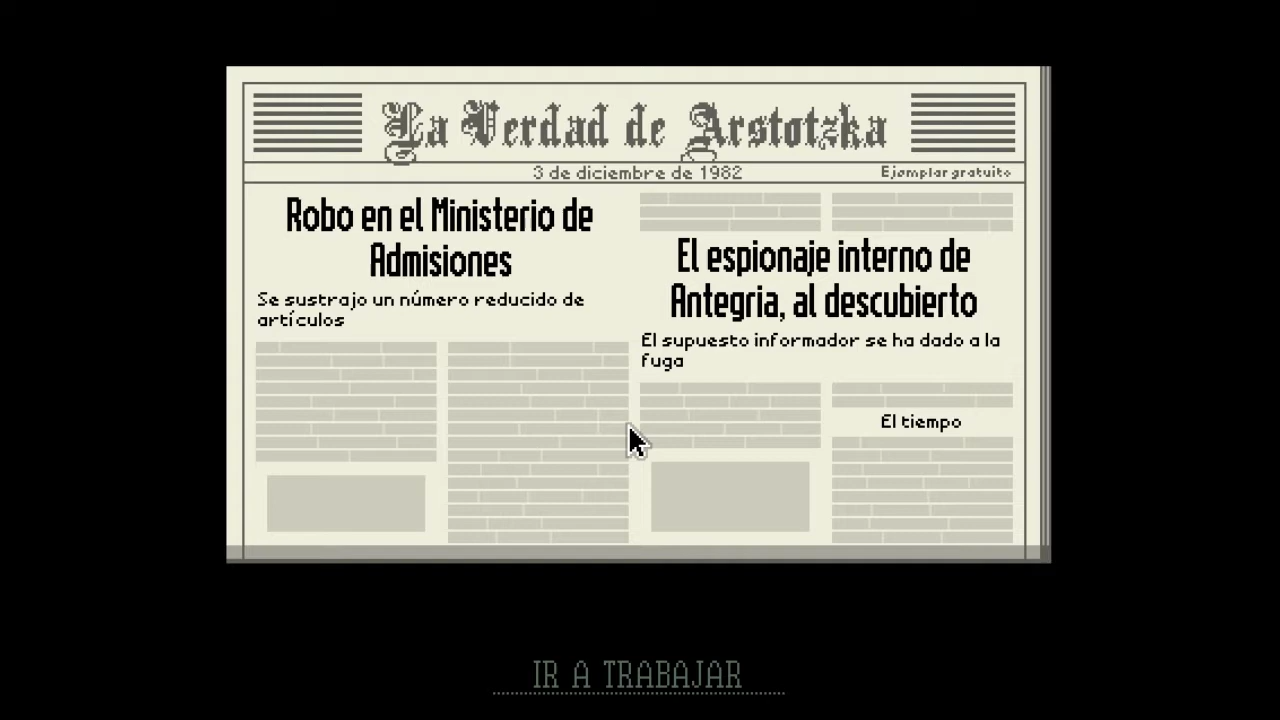 La Verdad de Arstotzka
3 de diciembre de 1982
Ejemplar gratuito
Robo en el Ministerio de
Admisiones
Se sustrajo un número reducido de
artículos
El espionaje interno de
Antegria, al descubierto
El supuesto informador se ha dado a la
fuga
El tiempo
IR A TRABAJAR